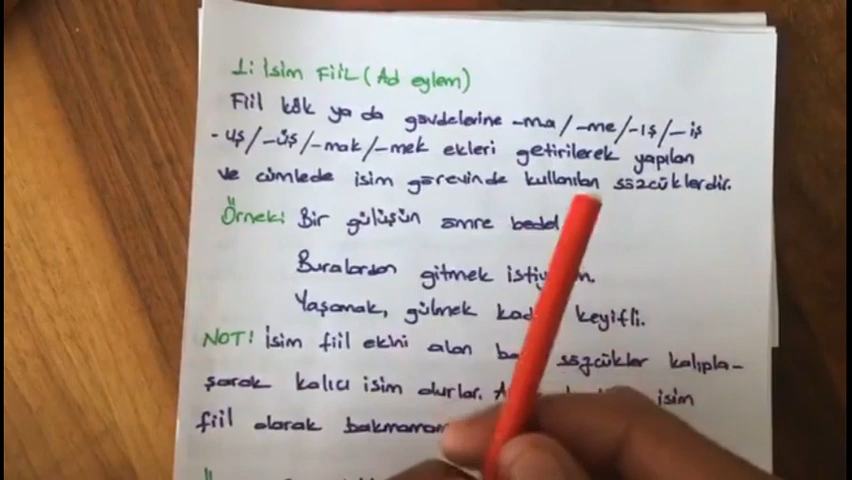 1: İsim FiiL (Ad eylem)
Fiil kök ya da gövdelerine -ma/-me/-ış/-iş
-uş/-üş/-mak/-mek ekleri getirilerek yapılan
ve cümlede isim görevinde kullanılan sözcüklerdir.
Örnek: Bir gülüşün ömre bedel
Buralardan gitmek
Yaşamak, gülmek keyifli.
NOT! İsim fiil ekini alan sözcükler kalıpla-
şarak kalıcı isim olurlar. isim
fiil olarak